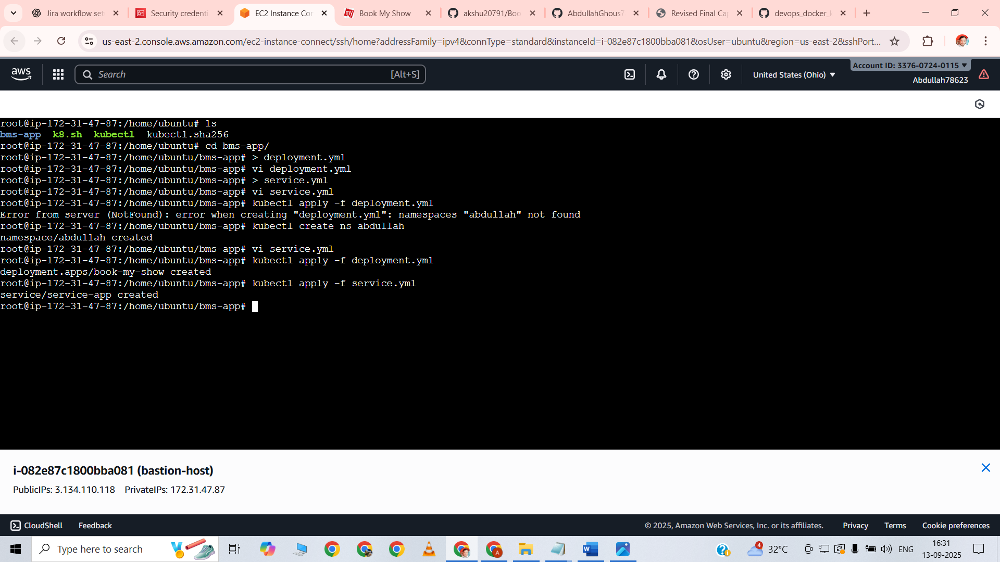 Jira workflow set
Security credenti
EC2 Instance Con
Book My Show
akshu20791/Boo
AbdullahGhous7
Revised Final Ca
devops_docker_k
us-east-2.console.aws.amazon.com/ec2-instance-connect/ssh/home?addressFamily=ipv4&connType=standard&instanceId=i-082e87c1800bba081&osUser=ubuntu&region=us-east-2&sshPort...
aws
Search
[Alt+S]
United States (Ohio)
Account ID: 3376-0724-0115
Abdullah78623
root@ip-172-31-47-87:/home/ubuntu# ls
bms-app  k8.sh  kubectl  kubectl.sha256
root@ip-172-31-47-87:/home/ubuntu# cd bms-app/
root@ip-172-31-47-87:/home/ubuntu/bms-app# > deployment.yml
root@ip-172-31-47-87:/home/ubuntu/bms-app# vi deployment.yml
root@ip-172-31-47-87:/home/ubuntu/bms-app# > service.yml
root@ip-172-31-47-87:/home/ubuntu/bms-app# vi service.yml
root@ip-172-31-47-87:/home/ubuntu/bms-app# kubectl apply -f deployment.yml
Error from server (NotFound): error when creating "deployment.yml": namespaces "abdullah" not found
root@ip-172-31-47-87:/home/ubuntu/bms-app# kubectl create ns abdullah
namespace/abdullah created
root@ip-172-31-47-87:/home/ubuntu/bms-app# vi service.yml
root@ip-172-31-47-87:/home/ubuntu/bms-app# kubectl apply -f deployment.yml
deployment.apps/book-my-show created
root@ip-172-31-47-87:/home/ubuntu/bms-app# kubectl apply -f service.yml
service/service-app created
root@ip-172-31-47-87:/home/ubuntu/bms-app#
i-082e87c1800bba081 (bastion-host)
PublicIPs: 3.134.110.118  PrivateIPs: 172.31.47.87
CloudShell
Feedback
© 2025, Amazon Web Services, Inc. or its affiliates.
Privacy
Terms
Cookie preferences
Type here to search
4
32°C
ENG
16:31
13-09-2025